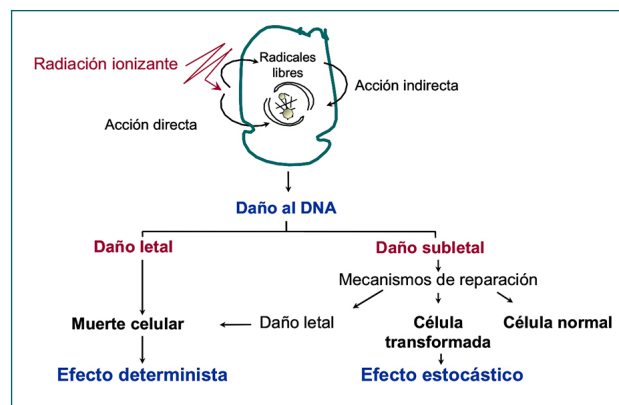 Radiación ionizante
Radicales
libres
Acción indirecta
Acción directa
Daño al DNA
Daño letal
Daño subletal
Mecanismos de reparación
Muerte celular
Daño letal
Célula
transformada
Célula normal
Efecto determinista
Efecto estocástico